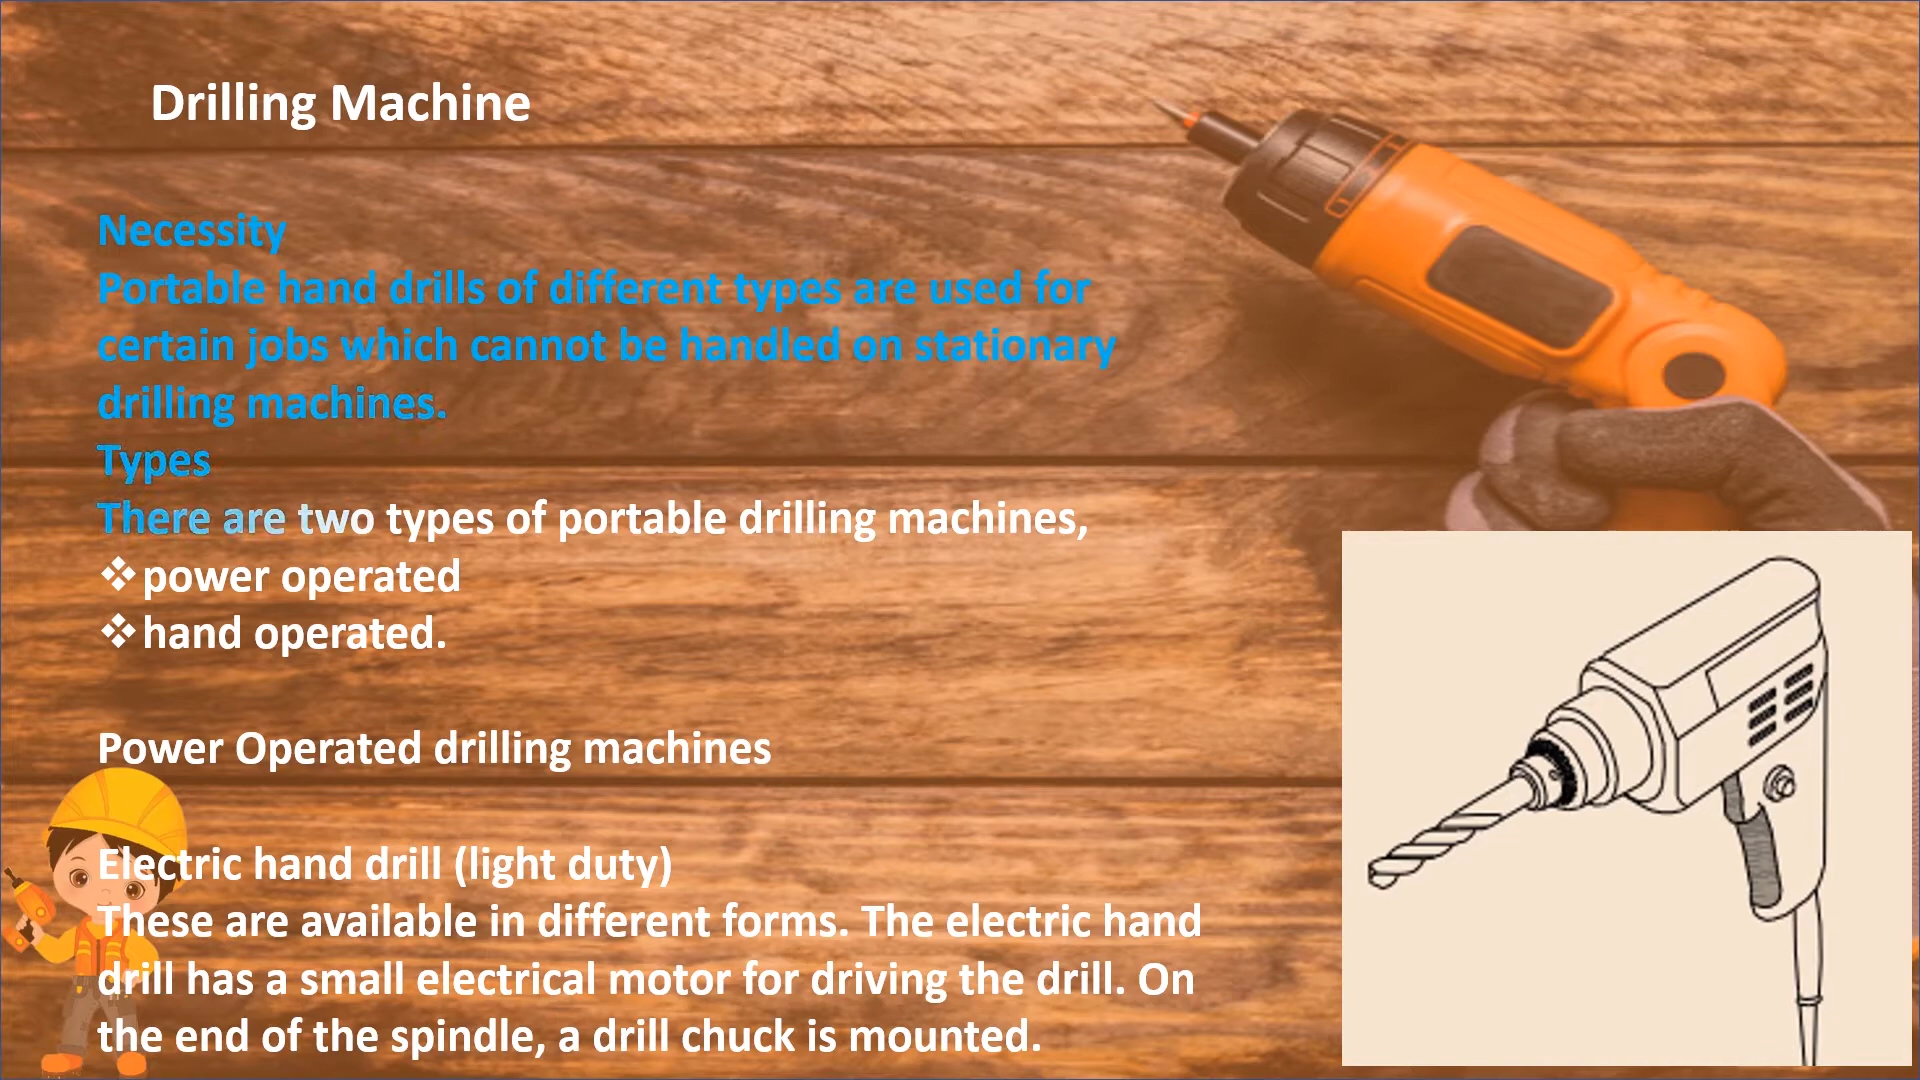 Drilling Machine
Necessity
Portable hand drills of different types are used for
certain jobs which cannot be handled on stationary
drilling machines.
Types
There are two types of portable drilling machines,
❖power operated
❖hand operated.
Power Operated drilling machines
Electric hand drill (light duty)
These are available in different forms. The electric hand
drill has a small electrical motor for driving the drill. On
the end of the spindle, a drill chuck is mounted.